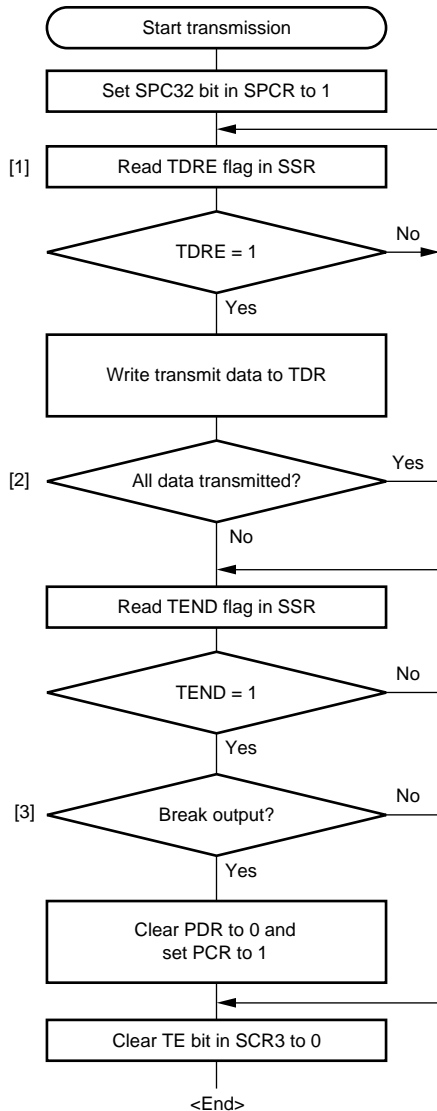 Start transmission
Set SPC32 bit in SPCR to 1
[1]
Read TDRE flag in SSR
TDRE = 1
No
Yes
Write transmit data to TDR
[2]
All data transmitted?
Yes
No
Read TEND flag in SSR
TEND = 1
No
Yes
[3]
Break output?
No
Yes
Clear PDR to 0 and
set PCR to 1
Clear TE bit in SCR3 to 0
<End>